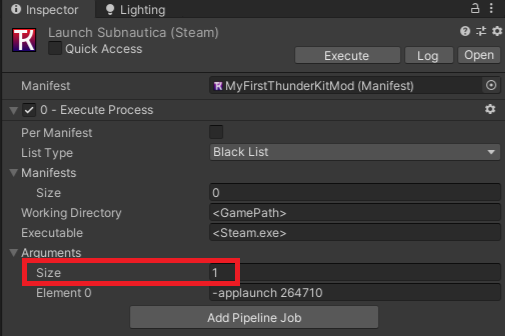 Inspector
Lighting
Launch Subnautica (Steam)
Quick Access
Execute
Log
Open
Manifest
MyFirstThunderKitMod (Manifest)
0 - Execute Process
Per Manifest
List Type
Black List
Manifests
Size
0
Working Directory
<GamePath>
Executable
<Steam.exe>
Arguments
Size
1
Element 0
-applaunch 264710
Add Pipeline Job